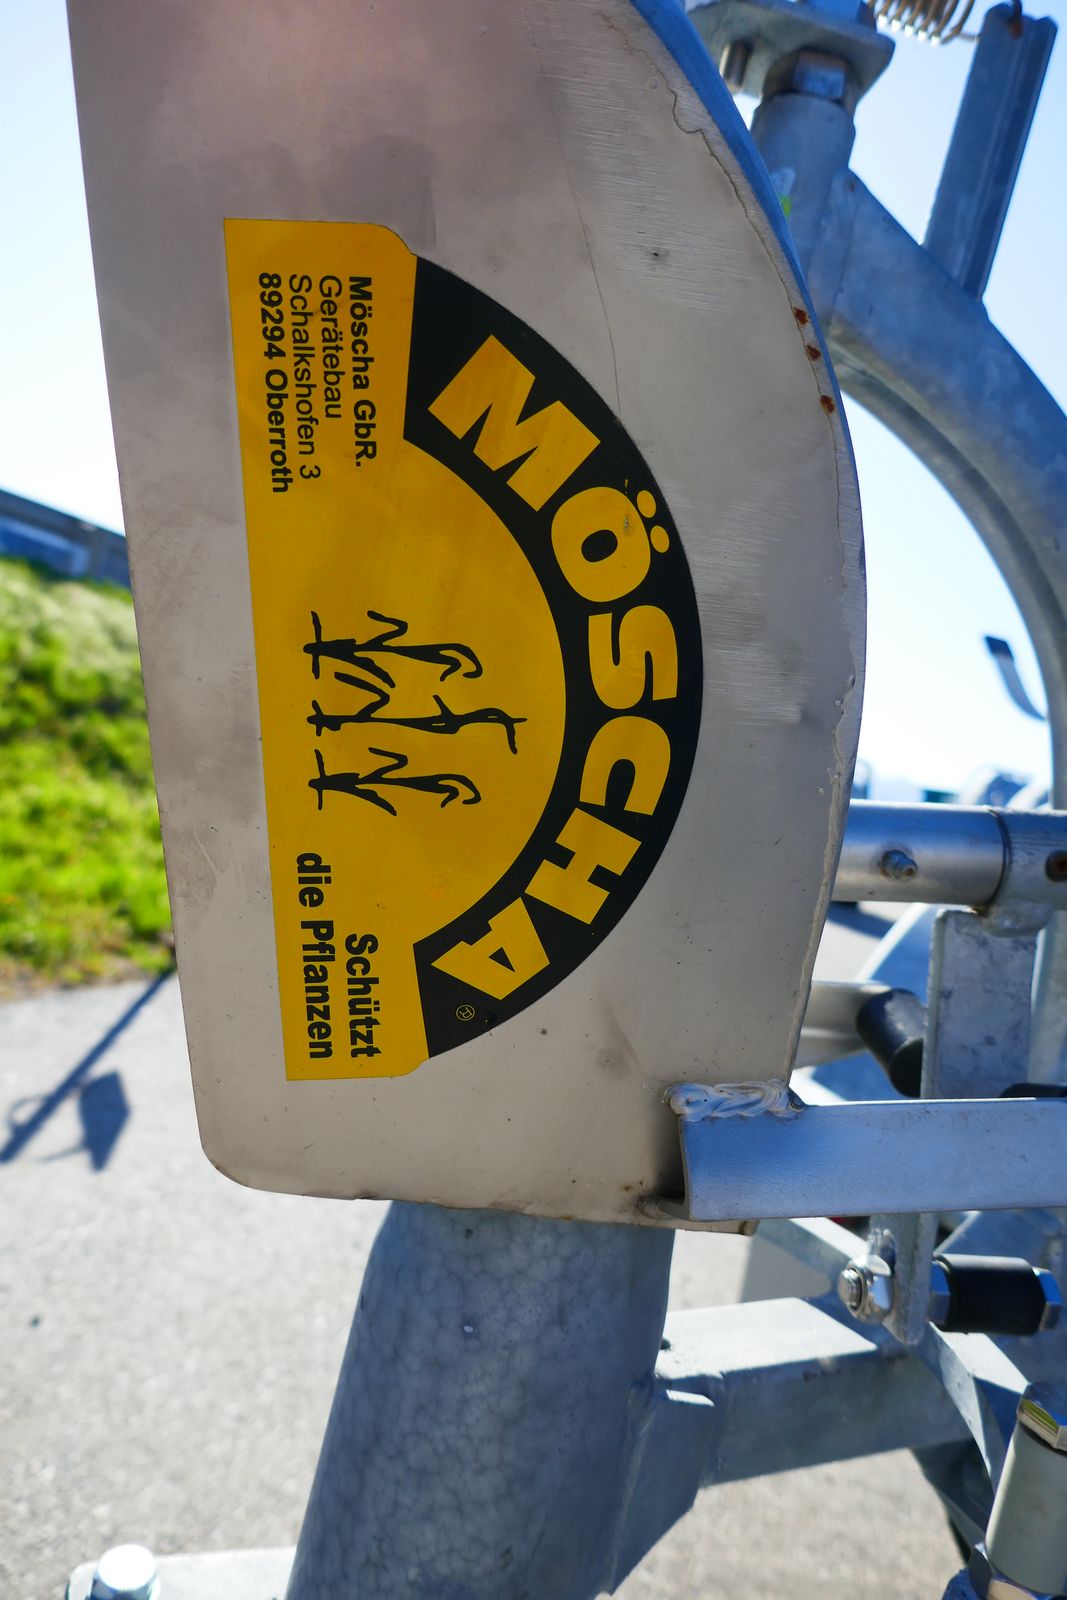 MÖSCHA
®
Möscha GbR.
Gerätebau
Schalkshofen 3
89294 Oberroth
Schützt
die Pflanzen